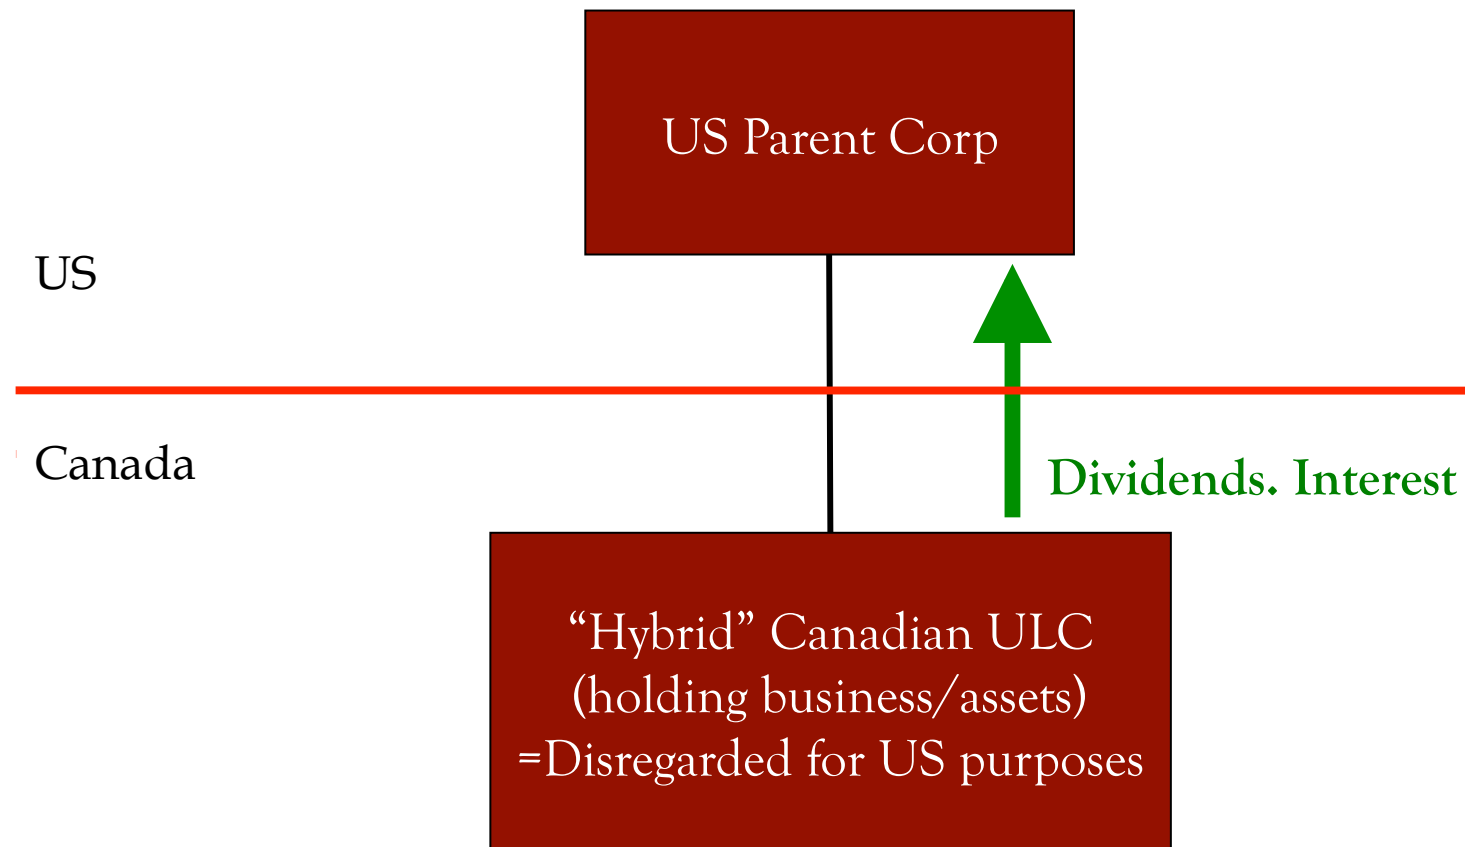 US Parent Corp
US
Canada
Dividends. Interest
“Hybrid” Canadian ULC
(holding business/assets)
=Disregarded for US purposes